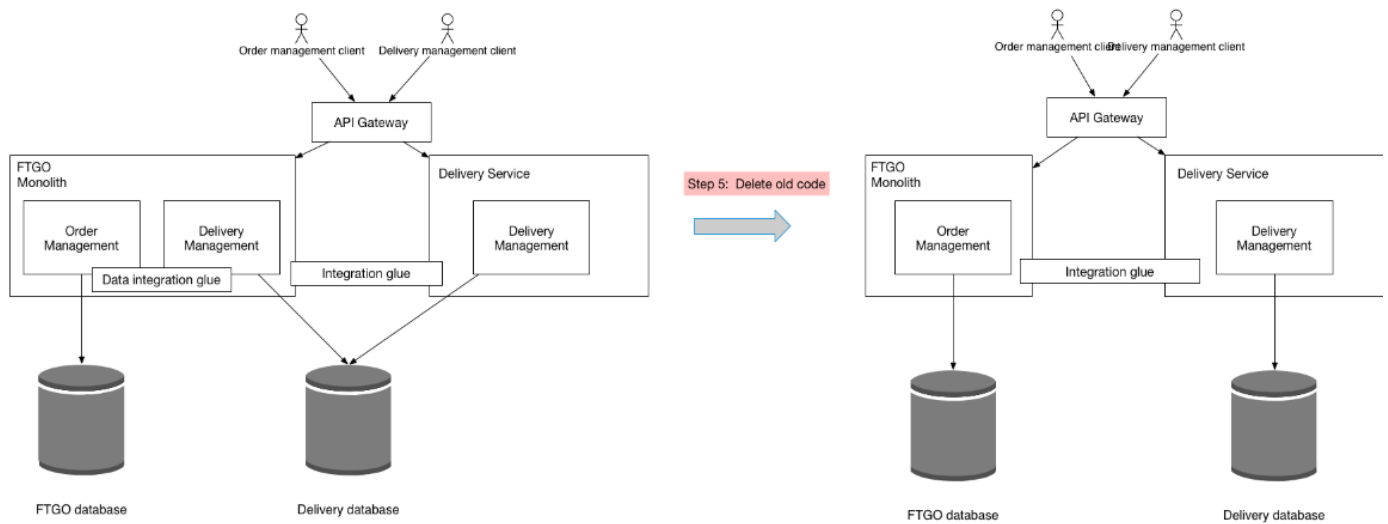 Order management client
Delivery management client
API Gateway
FTGO
Monolith
Delivery Service
Order
Management
Delivery
Management
Delivery
Management
Data integration glue
Integration glue
FTGO database
Delivery database
Step 5: Delete old code
Order management client
Delivery management client
API Gateway
FTGO
Monolith
Delivery Service
Order
Management
Delivery
Management
Integration glue
FTGO database
Delivery database